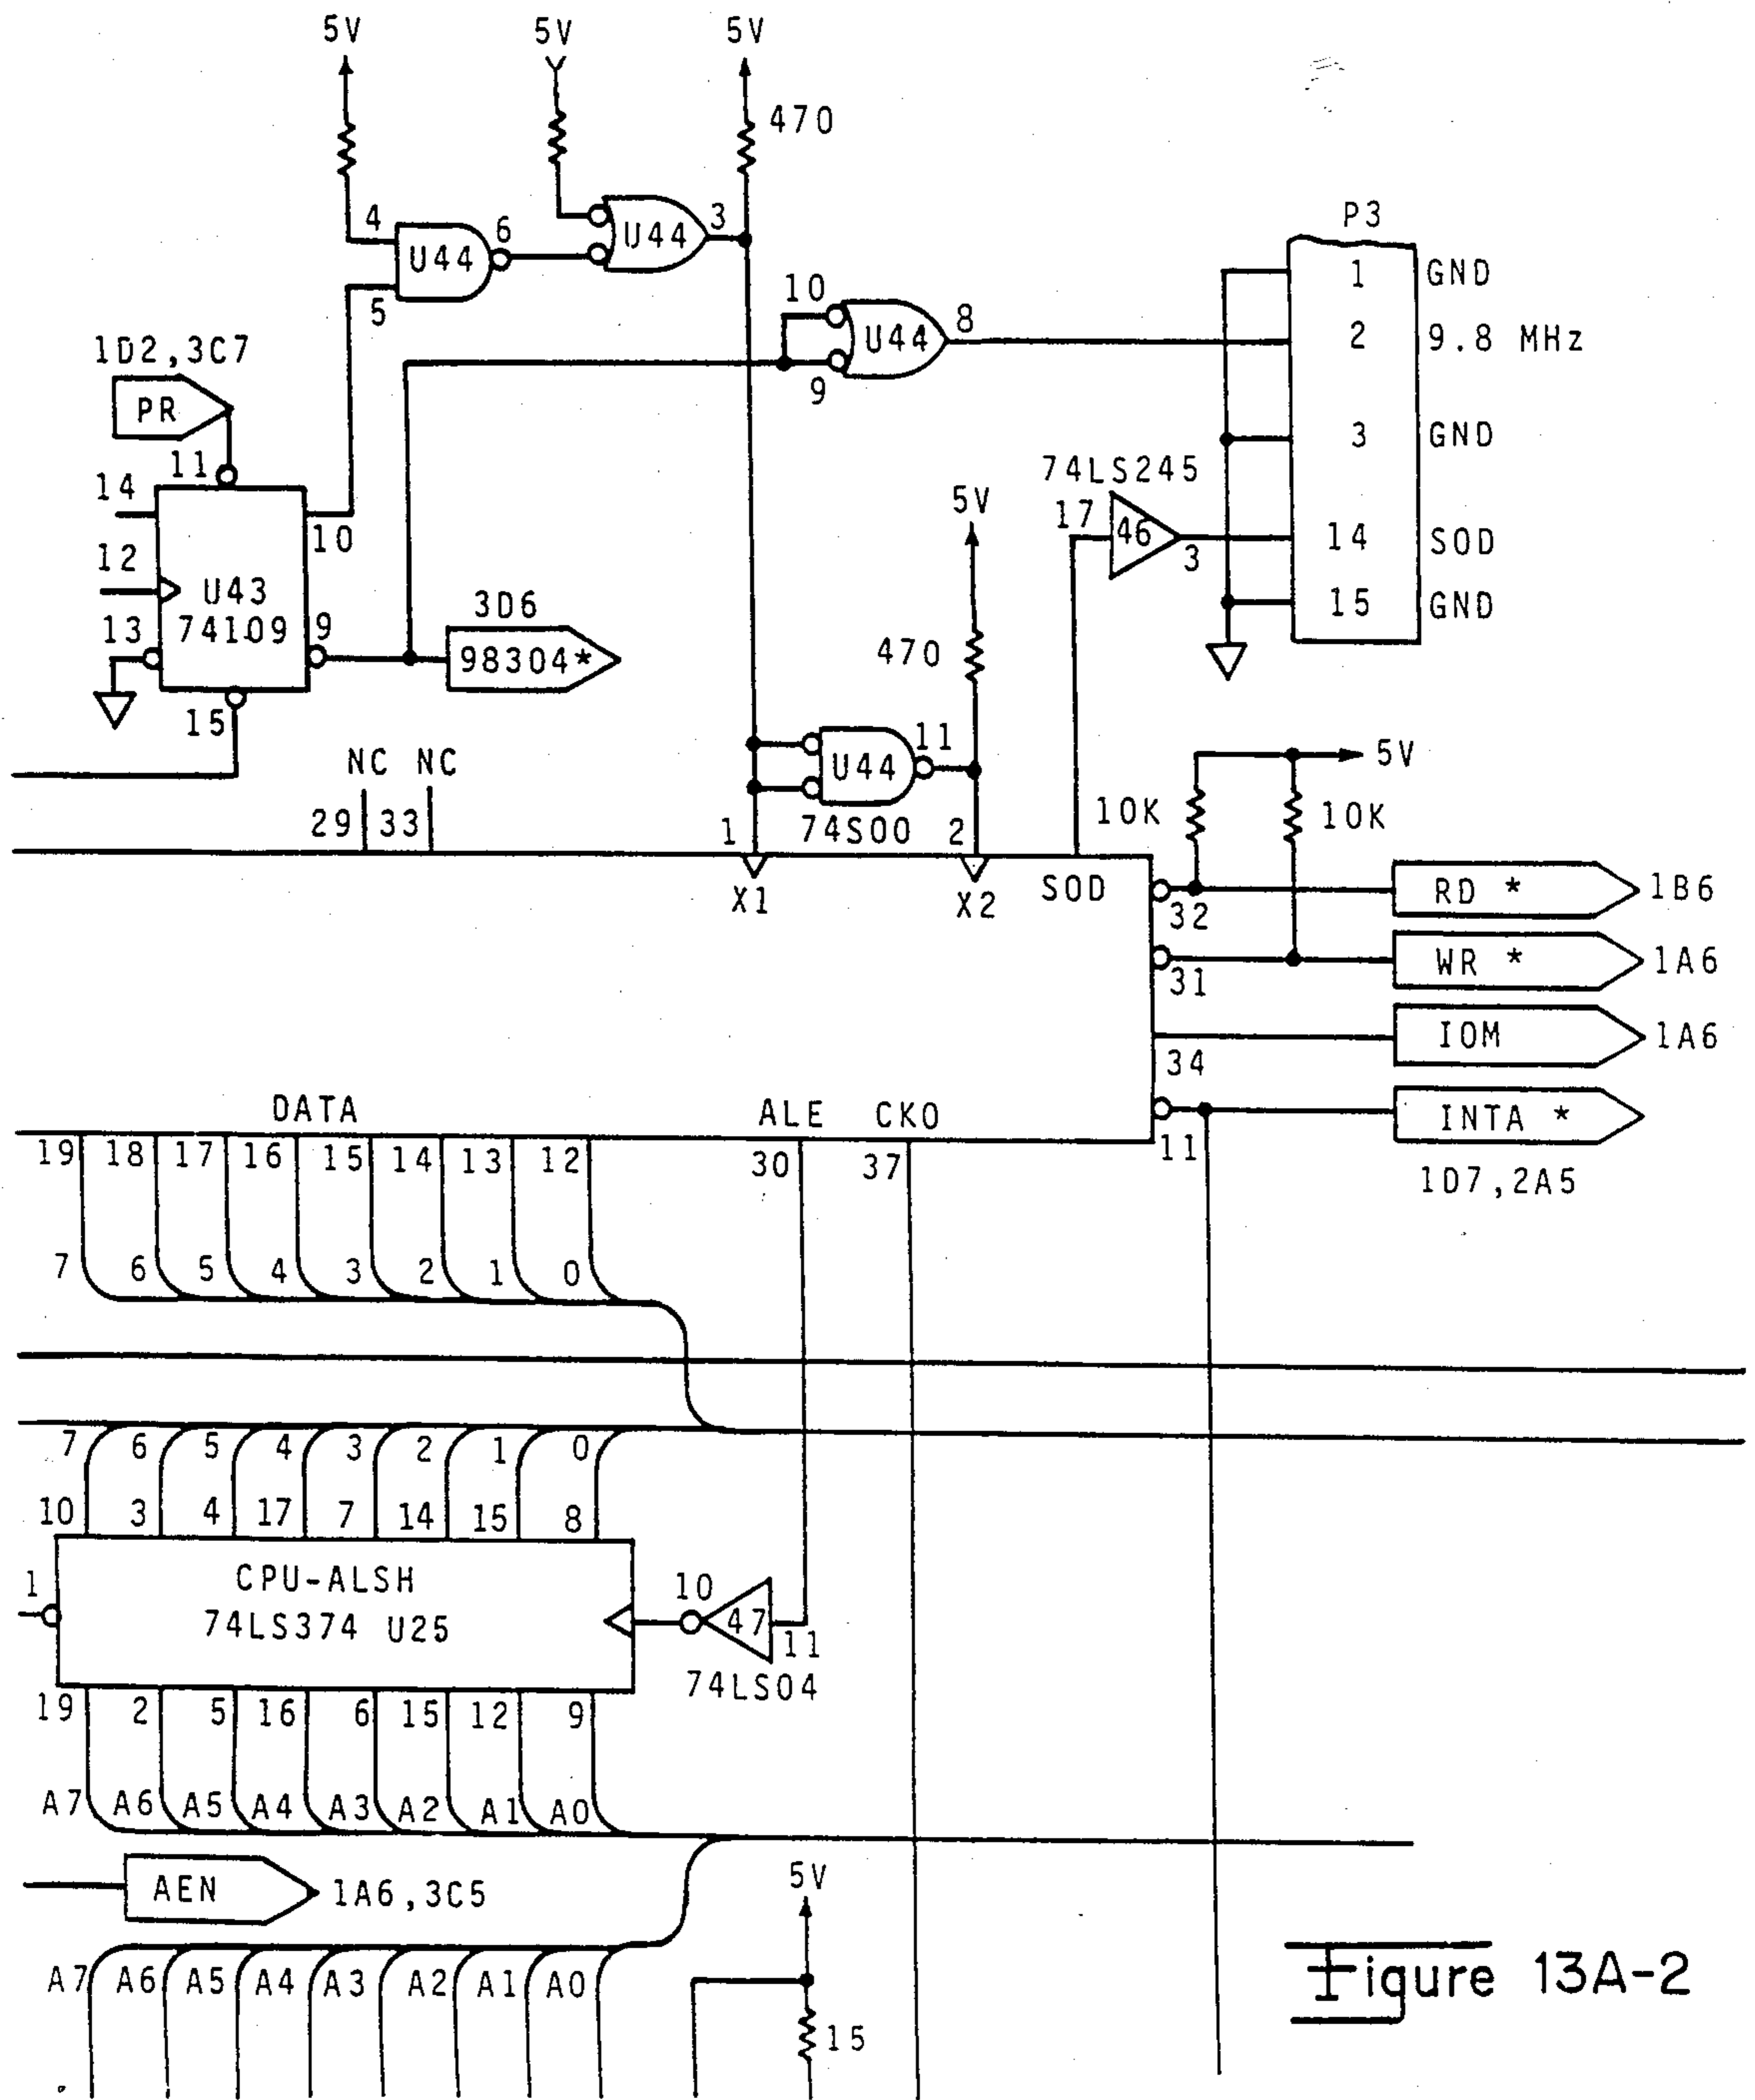 5V 5V 5V
470
P3
4 6 U44 U44 3
5
1 GND
10 U44 8
2 9.8 MHz
9
1D2,3C7
PR
3 GND
11
74LS245
14
5V
17 46 3
14 SOD
10
12
U43
74109
3D6
15 GND
13 9
98304*
470
15
NC NC
U44 11
5V
29 33
1 74S00 2
10K 10K
X1 X2 SOD
RD * 1B6
32
WR * 1A6
31
IOM 1A6
34
DATA ALE CKO
INTA *
19 18 17 16 15 14 13 12 30 37 11
1D7,2A5
7 6 5 4 3 2 1 0
7 6 5 4 3 2 1 0
10 3 4 17 7 14 15 8
CPU-ALSH
1
74LS374 U25
10 47 11
74LS04
19 2 5 16 6 15 12 9
A7 A6 A5 A4 A3 A2 A1 A0
AEN 1A6,3C5
5V
A7 A6 A5 A4 A3 A2 A1 A0
15
Figure 13A-2